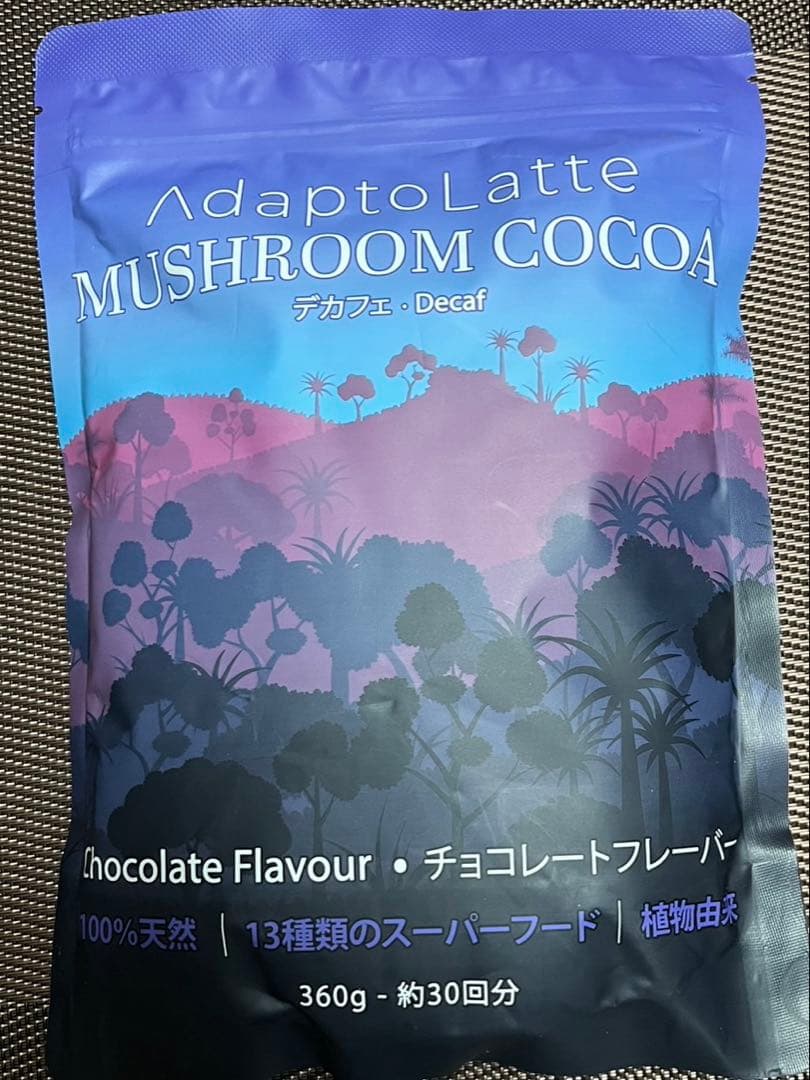 AdaptoLatte
MUSHROOM COCOA
デカフェ・Decaf
Chocolate Flavour • チョコレートフレーバー
100%天然 | 13種類のスーパーフード | 植物由来
360g - 約30回分